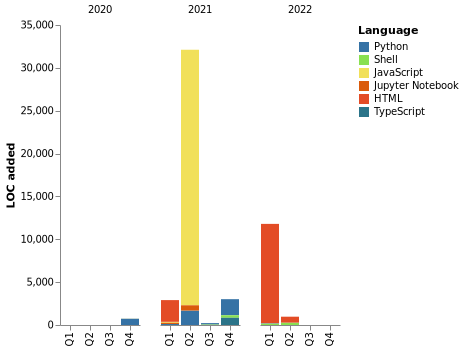 2020 2021 2022
Language
Python
Shell
JavaScript
Jupyter Notebook
HTML
TypeScript
LOC added
35,000
30,000
25,000
20,000
15,000
10,000
5,000
0
Q1 Q2 Q3 Q4 Q1 Q2 Q3 Q4 Q1 Q2 Q3 Q4